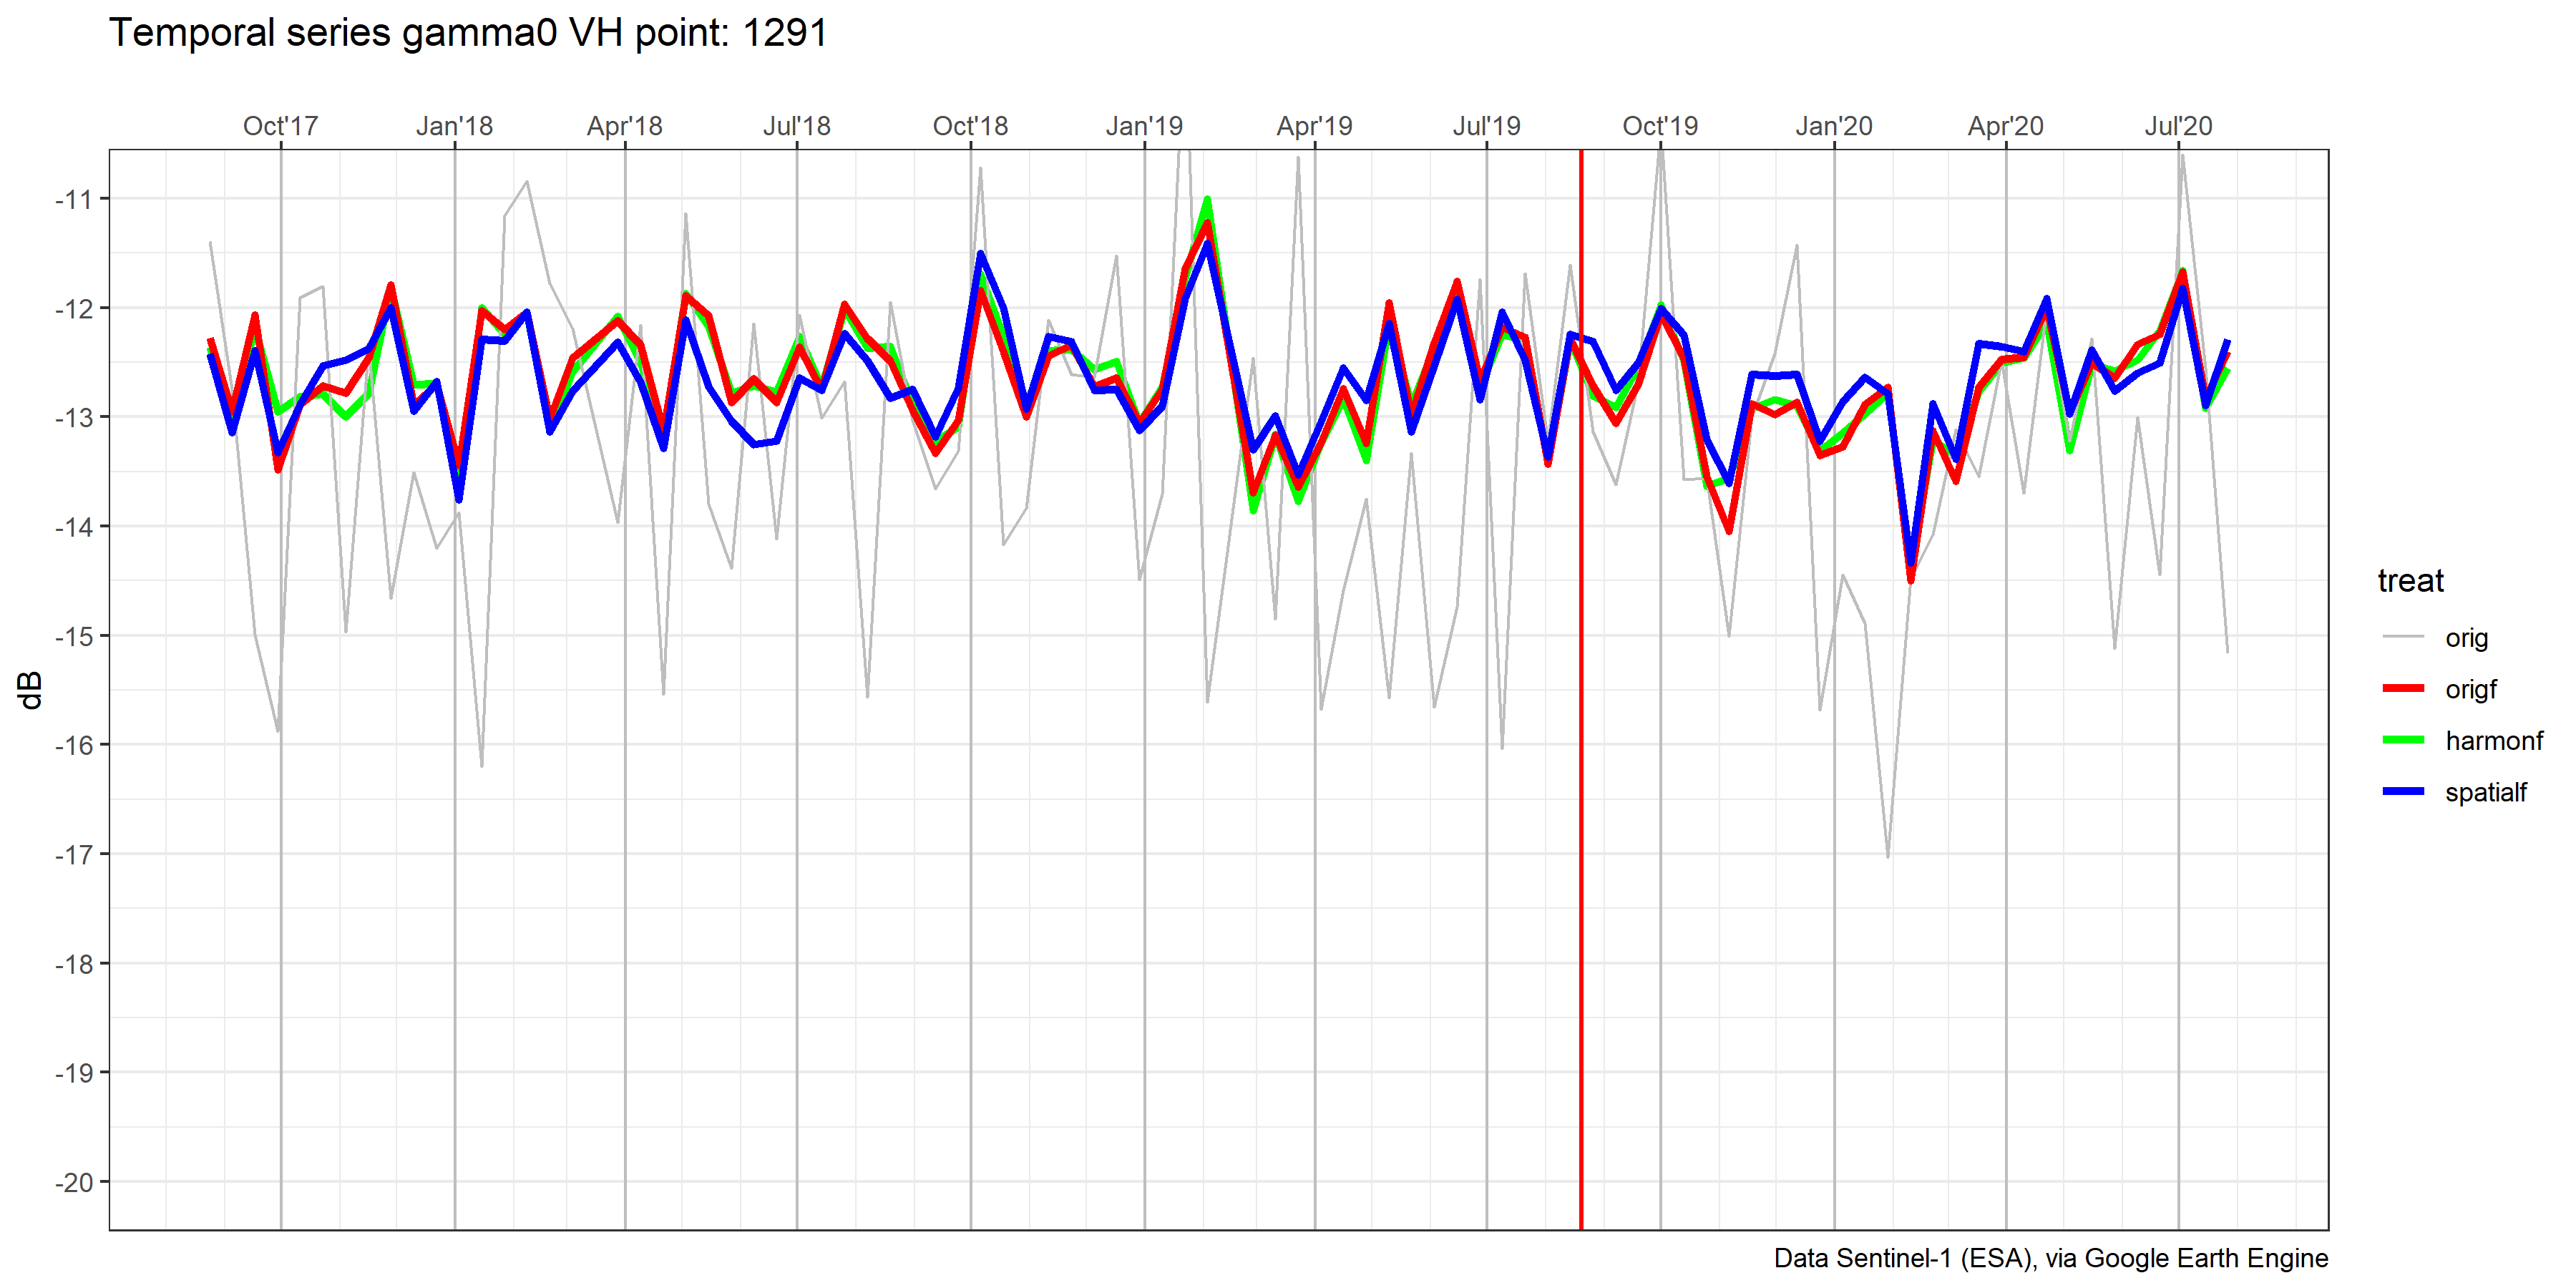 Temporal series gamma0 VH point: 1291
Oct'17 Jan'18 Apr'18 Jul'18 Oct'18 Jan'19 Apr'19 Jul'19 Oct'19 Jan'20 Apr'20 Jul'20
-11
-12
-13
-14
-15
-16
-17
-18
-19
-20
dB
treat
orig
origf
harmonf
spatialf
Data Sentinel-1 (ESA), via Google Earth Engine